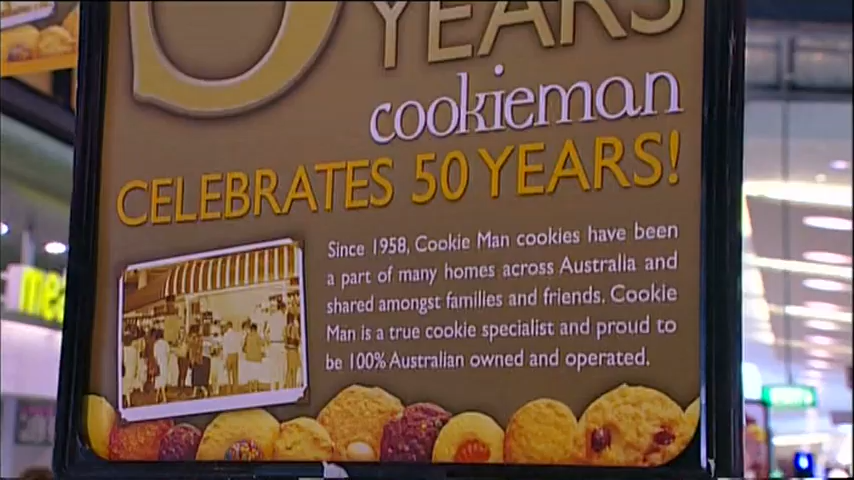 YEARS
cookieman
CELEBRATES 50 YEARS!
Since 1958, Cookie Man cookies have been
a part of many homes across Australia and
shared amongst families and friends. Cookie
Man is a true cookie specialist and proud to
be 100% Australian owned and operated.